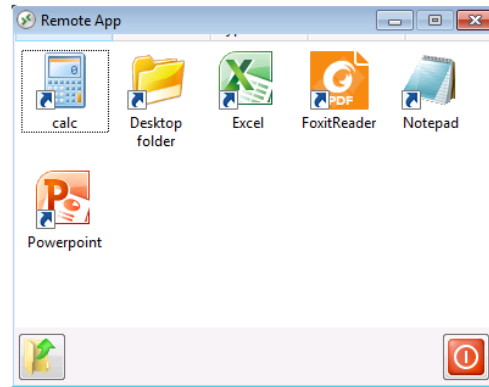 Remote App
calc
Desktop
folder
Excel
FoxitReader
Notepad
PDF
Powerpoint